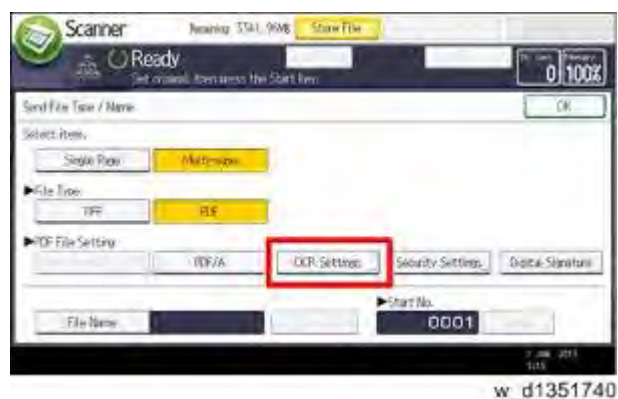 Scanner Remaining Store File
Ready
Set original, then press the Start key.
0 100%
Send File Type / Name OK
Select item.
Single Page Multi-page
►File Type
TIFF PDF
►PDF File Setting
PDF/A OCR Settings Security Settings Digital Signature
►Start No.
File Name 0001
w_d1351740